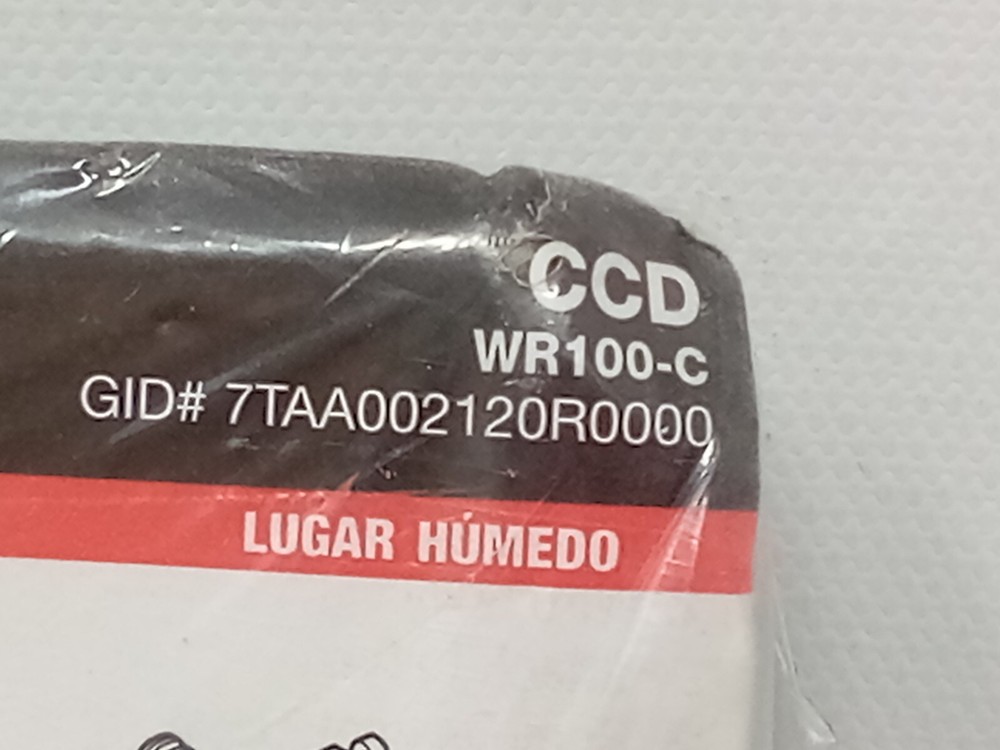 CCD
WR100-C
GID# 7TAA002120R0000
LUGAR HÚMEDO